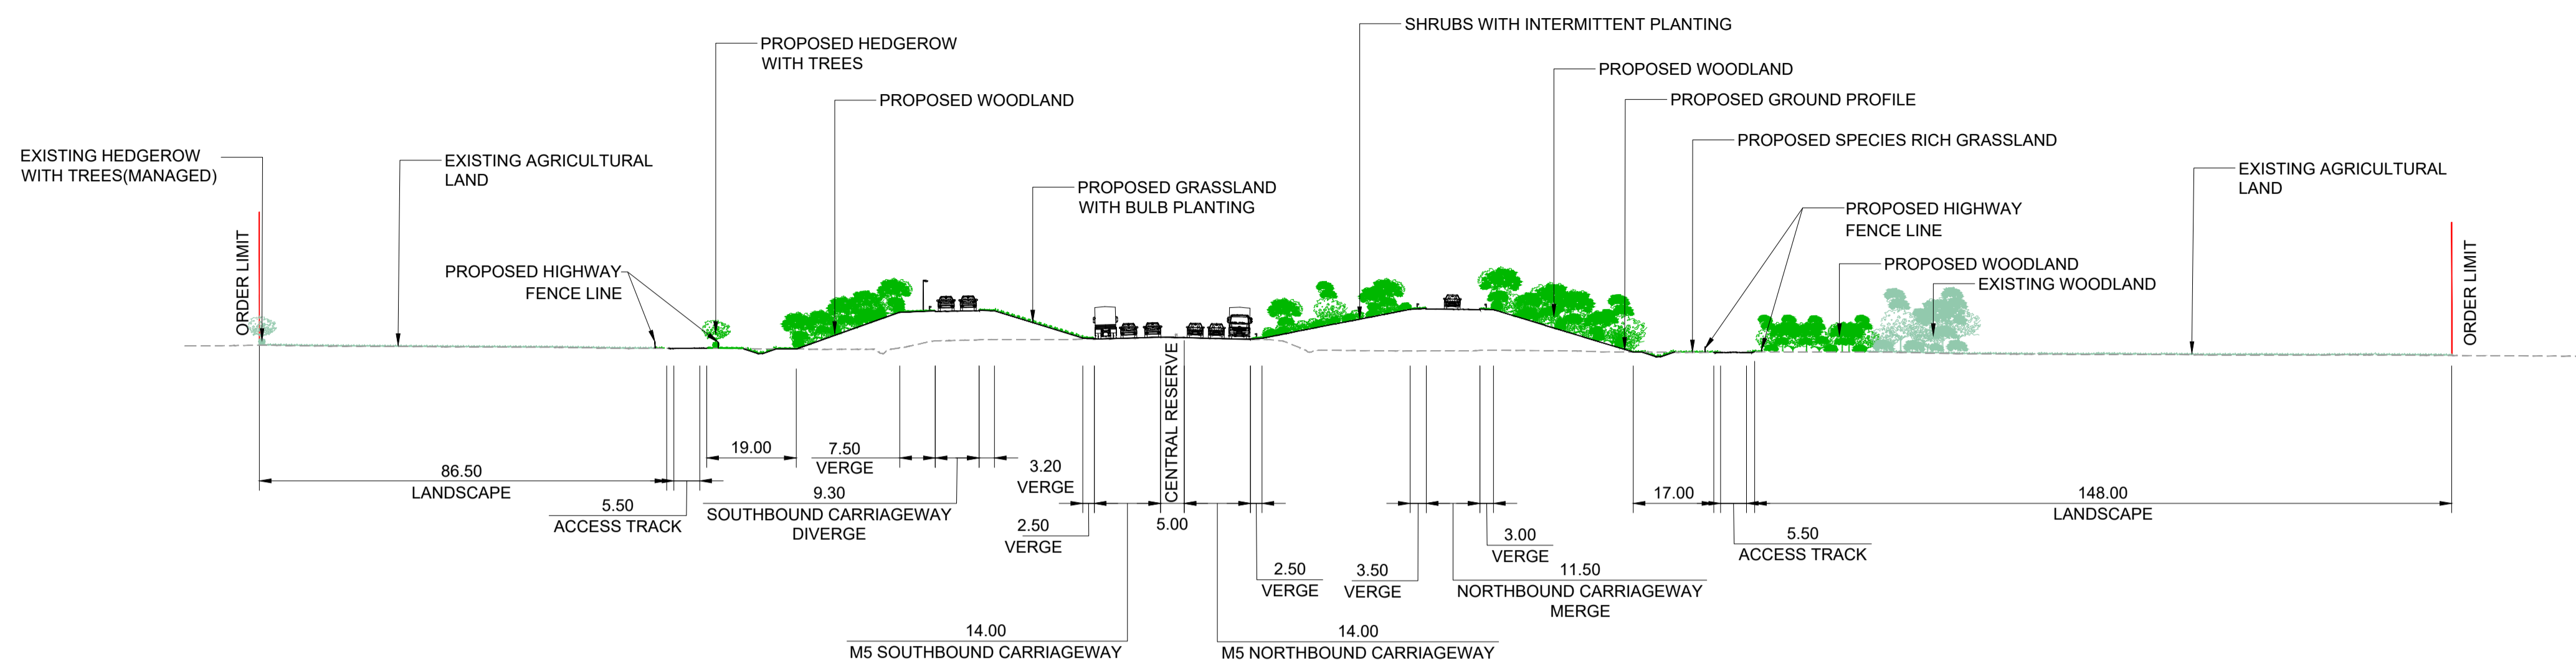 SHRUBS WITH INTERMITTENT PLANTING
PROPOSED HEDGEROW
WITH TREES
PROPOSED WOODLAND
PROPOSED WOODLAND
PROPOSED GROUND PROFILE
PROPOSED SPECIES RICH GRASSLAND
EXISTING HEDGEROW
WITH TREES(MANAGED)
EXISTING AGRICULTURAL
LAND
PROPOSED GRASSLAND
WITH BULB PLANTING
EXISTING AGRICULTURAL
LAND
PROPOSED HIGHWAY
FENCE LINE
ORDER LIMIT
PROPOSED HIGHWAY
FENCE LINE
PROPOSED WOODLAND
EXISTING WOODLAND
ORDER LIMIT
CENTRAL RESERVE
86.50
LANDSCAPE
5.50
ACCESS TRACK
19.00
7.50
VERGE
9.30
SOUTHBOUND CARRIAGEWAY
DIVERGE
3.20
VERGE
2.50
VERGE
5.00
14.00
M5 SOUTHBOUND CARRIAGEWAY
14.00
M5 NORTHBOUND CARRIAGEWAY
2.50
VERGE
3.50
VERGE
11.50
NORTHBOUND CARRIAGEWAY
MERGE
3.00
VERGE
17.00
5.50
ACCESS TRACK
148.00
LANDSCAPE